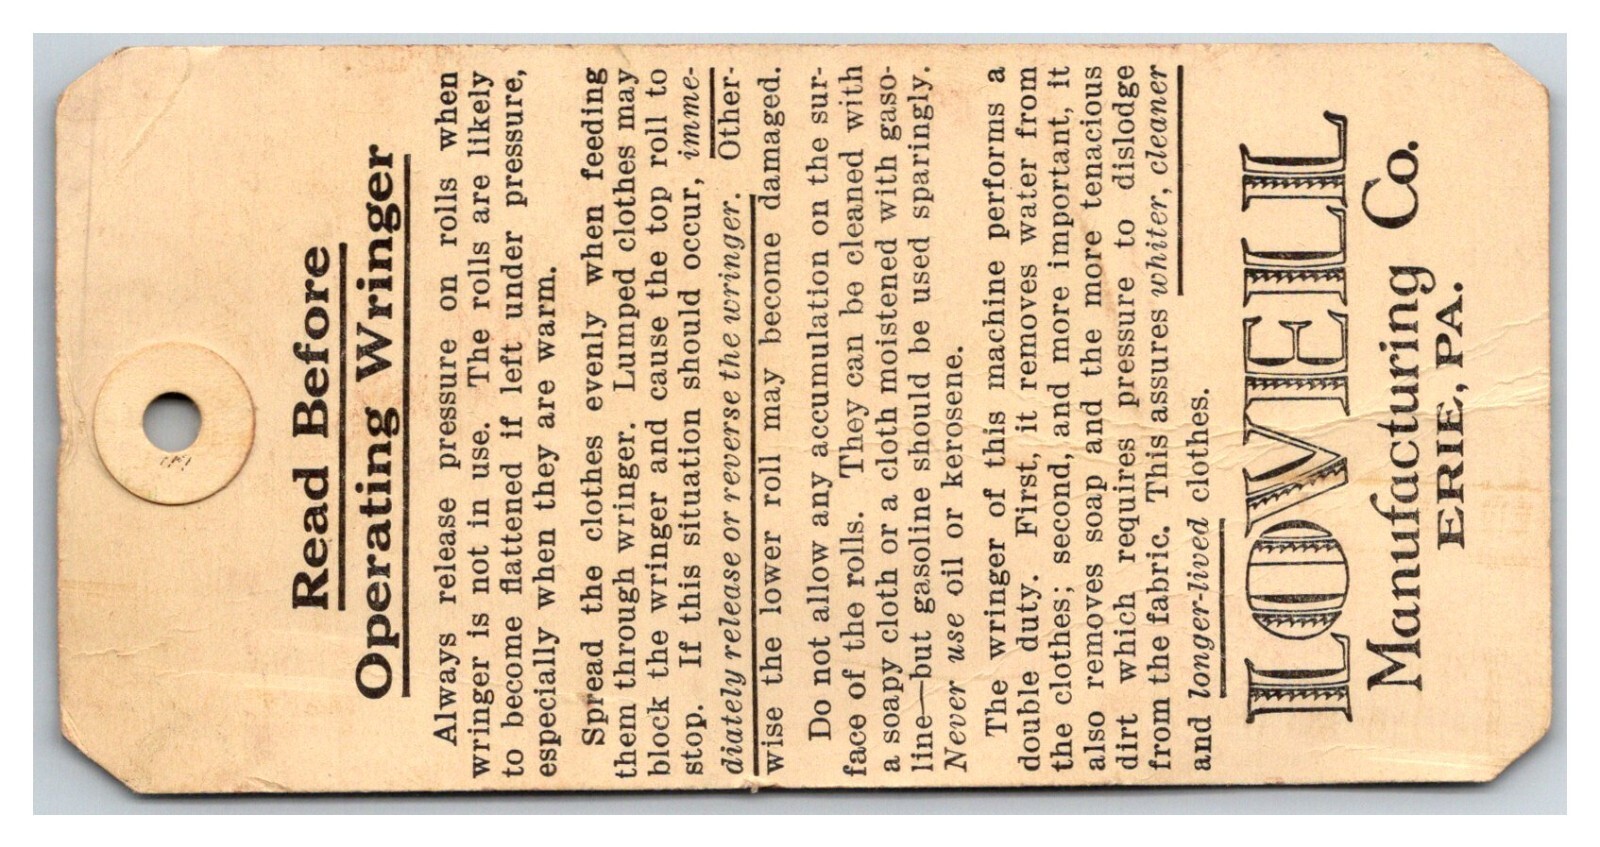 Read Before
Operating Wringer
Always release pressure on rolls when
wringer is not in use. The rolls are likely
to become flattened if left under pressure,
especially when they are warm.
Spread the clothes evenly when feeding
them through wringer. Lumped clothes may
block the wringer and cause the top roll to
stop. If this situation should occur, imme-
diately release or reverse the wringer. Other-
wise the lower roll may become damaged.
Do not allow any accumulation on the sur-
face of the rolls. They can be cleaned with
a soapy cloth or a cloth moistened with gaso-
line—but gasoline should be used sparingly.
Never use oil or kerosene.
The wringer of this machine performs a
double duty. First, it removes water from
the clothes; second, and more important, it
also removes soap and the more tenacious
dirt which requires pressure to dislodge
from the fabric. This assures whiter, cleaner
and longer-lived clothes.
LOVELL
Manufacturing Co.
ERIE, PA.